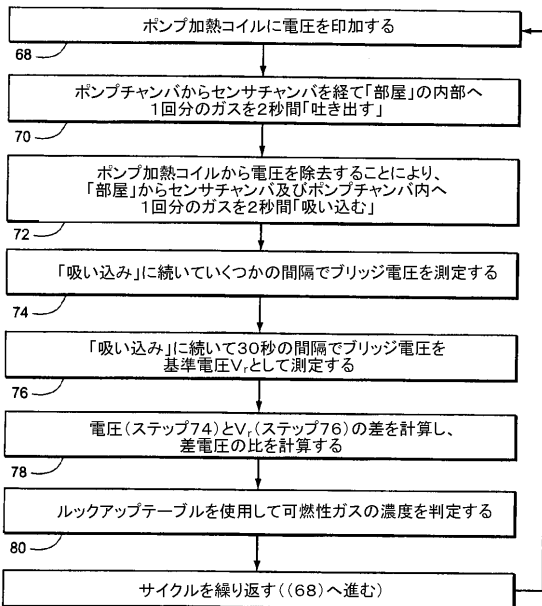 ポンプ加熱コイルに電圧を印加する
68
ポンプチャンバからセンサチャンバを経て「部屋」の内部へ
1回分のガスを2秒間「吐き出す」
70
ポンプ加熱コイルから電圧を除去することにより、
「部屋」からセンサチャンバ及びポンプチャンバ内へ
1回分のガスを2秒間「吸い込む」
72
「吸い込み」に続いていくつかの間隔でブリッジ電圧を測定する
74
「吸い込み」に続いて30秒の間隔でブリッジ電圧を
基準電圧Vrとして測定する
76
電圧(ステップ74)とVr(ステップ76)の差を計算し、
差電圧の比を計算する
78
ルックアップテーブルを使用して可燃性ガスの濃度を判定する
80
サイクルを繰り返す((68)へ進む)